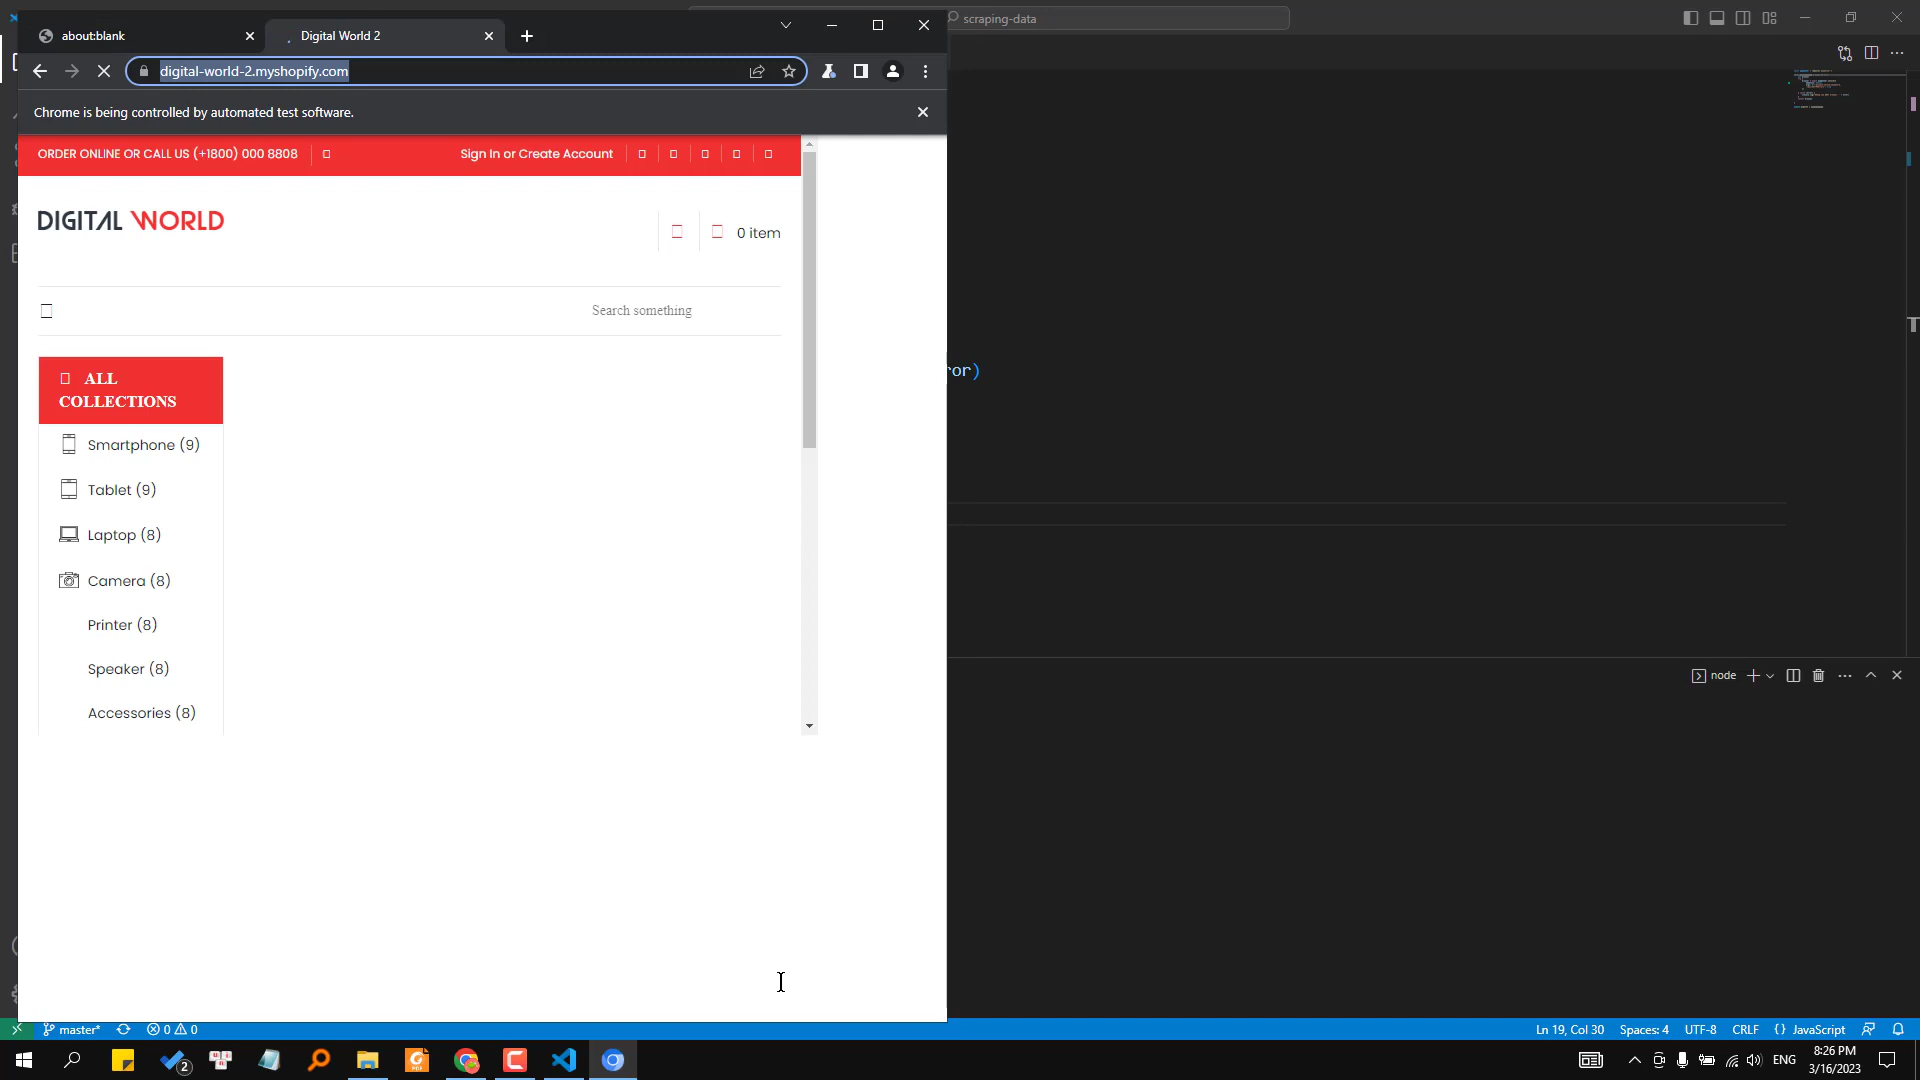 scraping-data
about:blank
Digital World 2
digital-world-2.myshopify.com
Chrome is being controlled by automated test software.
ORDER ONLINE OR CALL US (+1800) 000 8808
Sign In or Create Account
DIGITAL WORLD
0 item
Search something
ALL
COLLECTIONS
Smartphone (9)
Tablet (9)
Laptop (8)
Camera (8)
Printer (8)
Speaker (8)
Accessories (8)
ror)
node
master*
0
0
Ln 19, Col 30
Spaces: 4
UTF-8
CRLF
{} JavaScript
2
ENG
8:26 PM
3/16/2023